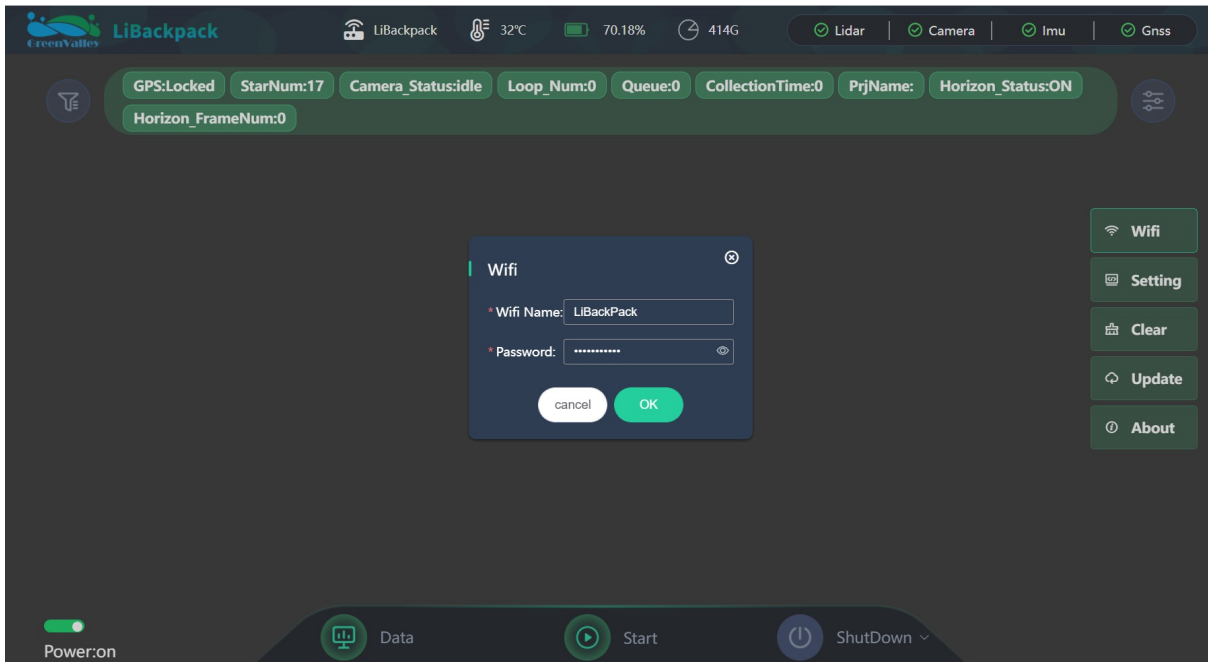 GreenValley LiBackpack LiBackpack 32℃ 70.18% 414G Lidar Camera Imu Gnss
GPS:Locked StarNum:17 Camera_Status:idle Loop_Num:0 Queue:0 CollectionTime:0 PrjName: Horizon_Status:ON
Horizon_FrameNum:0
Wifi
Setting
Clear
Update
About
Wifi
*Wifi Name: LiBackPack
*Password: •••••••••••
cancel OK
Power:on
Data Start ShutDown